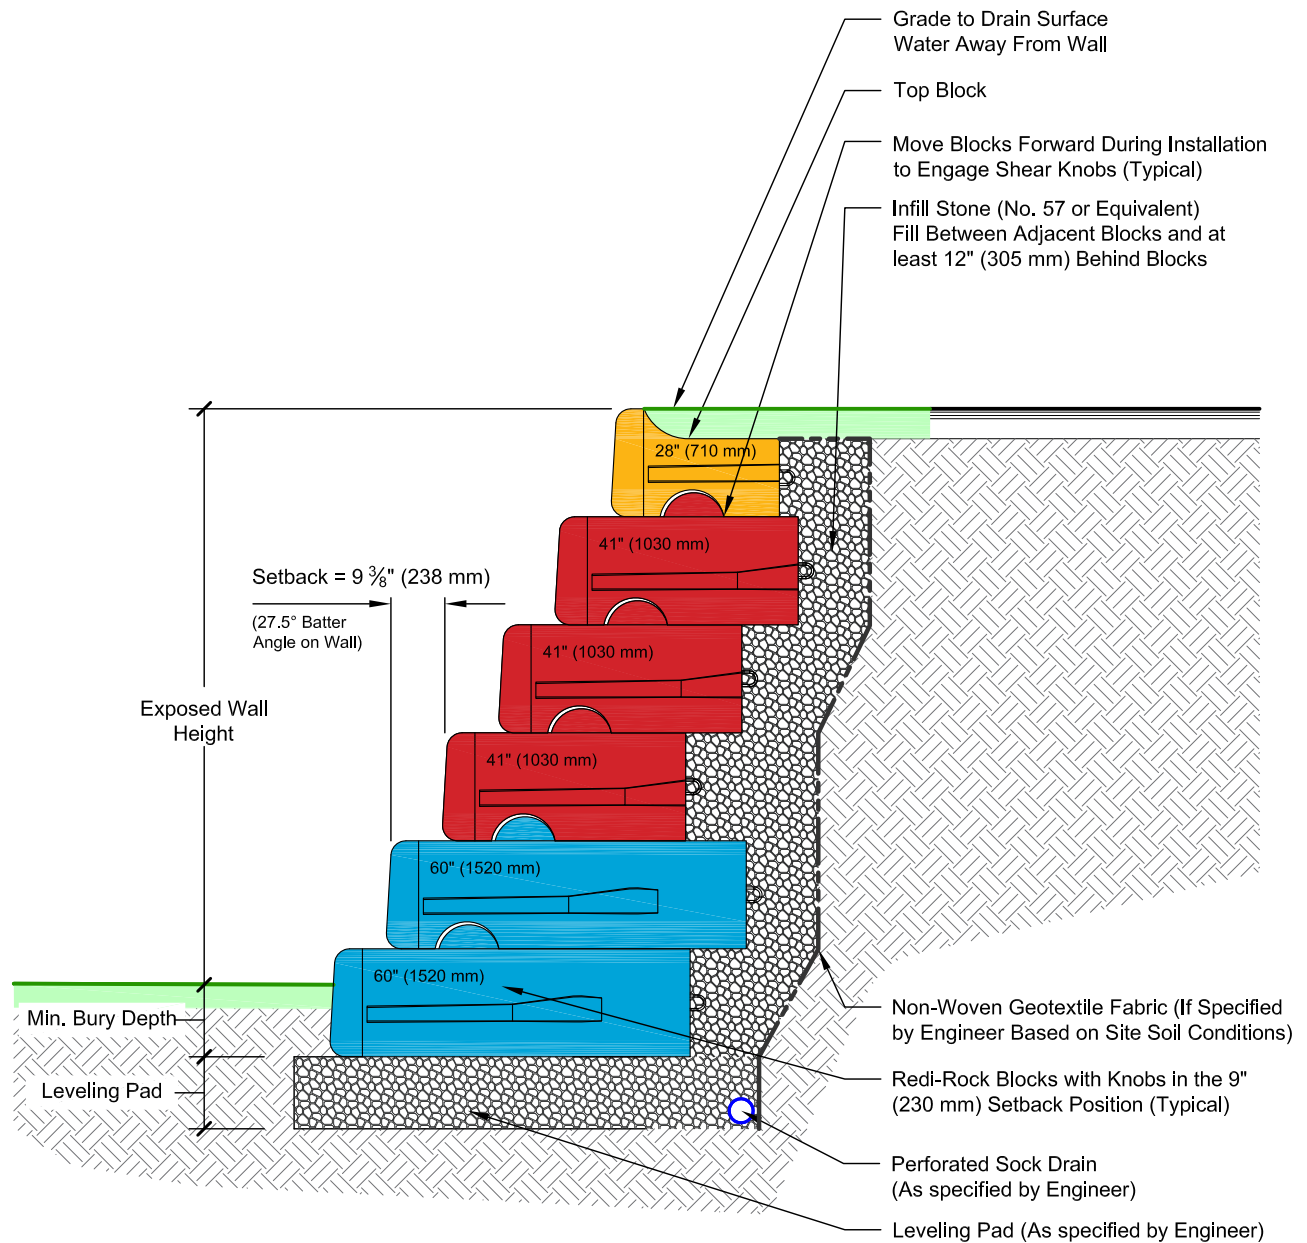 Grade to Drain Surface
Water Away From Wall
Top Block
Move Blocks Forward During Installation
to Engage Shear Knobs (Typical)
Infill Stone (No. 57 or Equivalent)
Fill Between Adjacent Blocks and at
least 12" (305 mm) Behind Blocks
28" (710 mm)
41" (1030 mm)
Setback = 9 3⁄8" (238 mm)
(27.5° Batter
Angle on Wall)
41" (1030 mm)
Exposed Wall
Height
41" (1030 mm)
60" (1520 mm)
60" (1520 mm)
Min. Bury Depth
Leveling Pad
Non-Woven Geotextile Fabric (If Specified
by Engineer Based on Site Soil Conditions)
Redi-Rock Blocks with Knobs in the 9"
(230 mm) Setback Position (Typical)
Perforated Sock Drain
(As specified by Engineer)
Leveling Pad (As specified by Engineer)